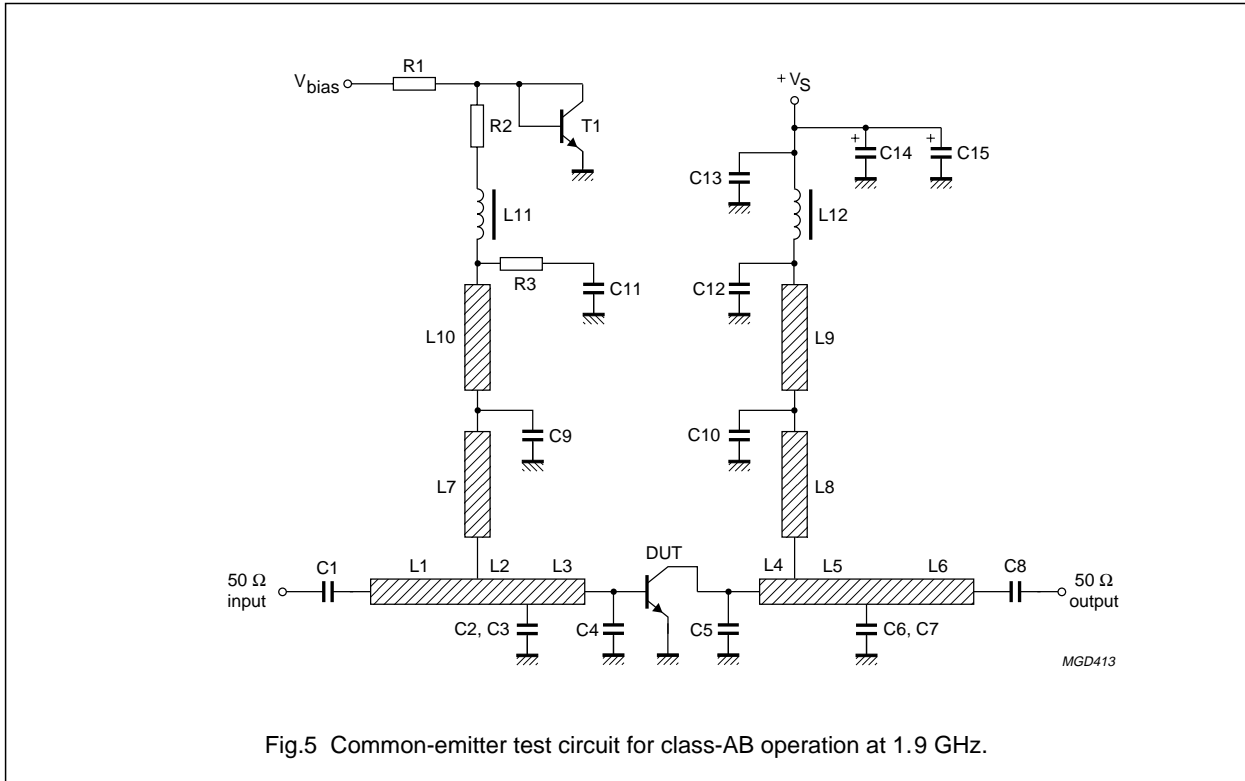 Vbias
R1
R2
T1
L11
R3
C11
L10
C9
L7
+ VS
C13
C14
C15
+
+
L12
C12
L9
C10
L8
50 Ω
input
C1
L1
L2
L3
C2, C3
C4
DUT
C5
L4
L5
L6
C6, C7
C8
50 Ω
output
MGD413
Fig.5 Common-emitter test circuit for class-AB operation at 1.9 GHz.